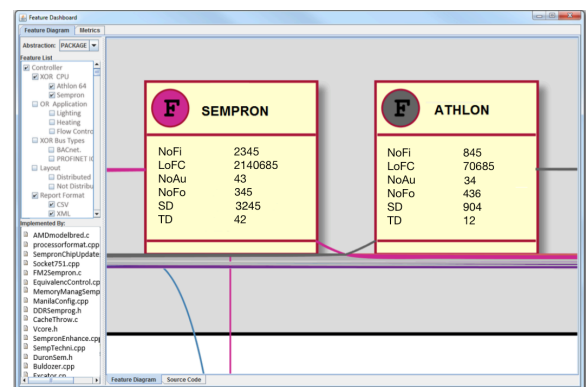 Feature Dashboard
Feature Diagram Metrics
Abstraction: PACKAGE
Feature List
Controller
XOR CPU
Athlon 64
Sempron
OR Application
Lighting
Heating
Flow Contro
XOR Bus Types
BACnet.
PROFINET IO
Layout
Distributed
Not Distribu
Report Format
CSV
XML
Implemented By:
AMDmodelbred.c
processorformat.cpp
SempronChipUpdate
Socket751.cpp
FM2Sempron.c
EquivalencControl.cp
MemoryManagSemp
ManilaConfig.cpp
DDRSemprog.h
CacheThrow.c
Vcore.h
SempronEnhance.cpp
SempTechni.cpp
DuronSem.h
Buldozer.cpp
Excator.cp
F SEMPRON
NoFi 2345
LoFC 2140685
NoAu 43
NoFo 345
SD 3245
TD 42
F ATHLON
NoFi 845
LoFC 70685
NoAu 34
NoFo 436
SD 904
TD 12
Feature Diagram Source Code